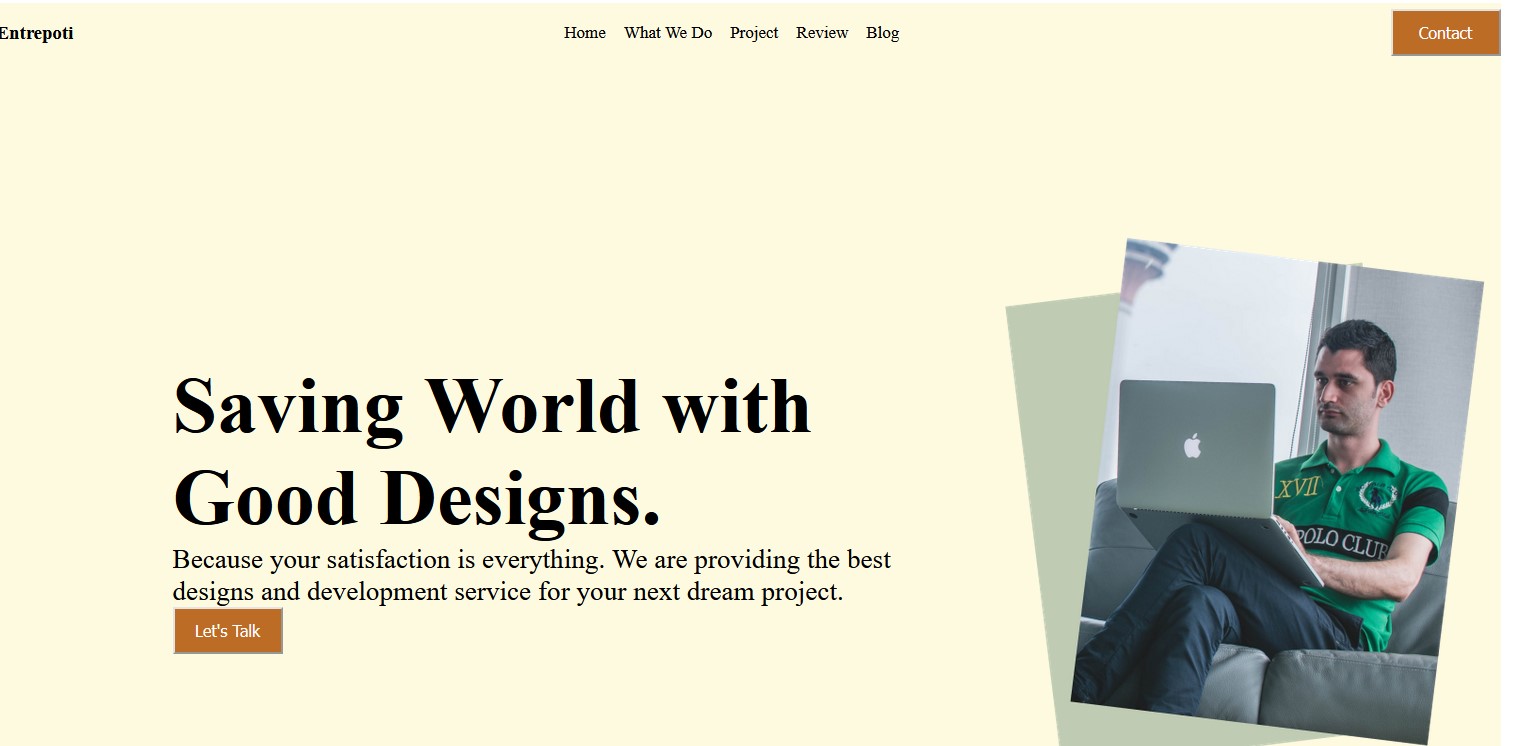 Entrepoti
Home What We Do Project Review Blog
Contact
Saving World with
Good Designs.
Because your satisfaction is everything. We are providing the best
designs and development service for your next dream project.
Let's Talk
XVII
POLO CLUB